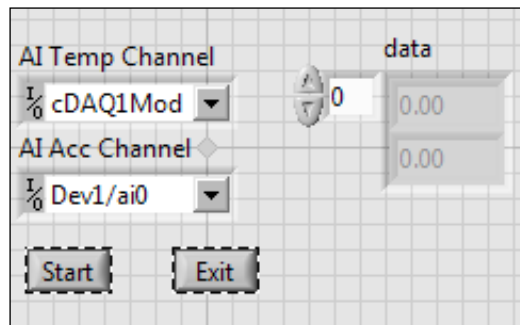 AI Temp Channel
I/O cDAQ1Mod
AI Acc Channel
I/O Dev1/ai0
data
0
0.00
0.00
Start
Exit